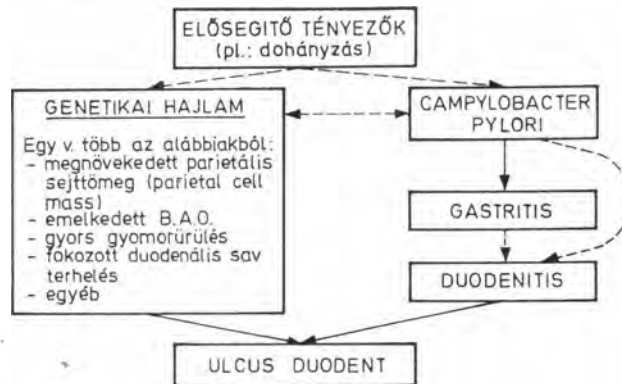 ELŐSEGITŐ TÉNYEZŐK
(pl.: dohányzás)
GENETIKAI HAJLAM
Egy v. több az alábbiakból:
- megnövekedett parietális
sejttömeg (parietal cell
mass)
- emelkedett B.A.O.
- gyors gyomorürülés
- fokozott duodenális sav
terhelés
- egyéb
CAMPYLOBACTER
PYLORI
GASTRITIS
DUODENITIS
ULCUS DUODENT